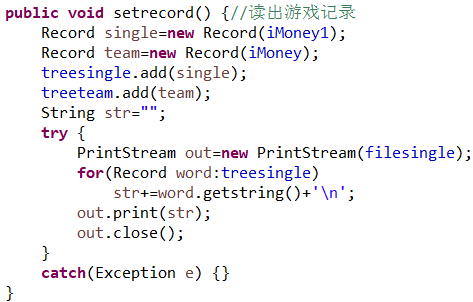 public void setrecord() {//读出游戏记录
    Record single=new Record(iMoney1);
    Record team=new Record(iMoney);
    treesingle.add(single);
    treeteam.add(team);
    String str="";
    try {
        PrintStream out=new PrintStream(filesingle);
        for(Record word:treesingle)
            str+=word.getstring()+'\n';
        out.print(str);
        out.close();
    }
    catch(Exception e) {}
}